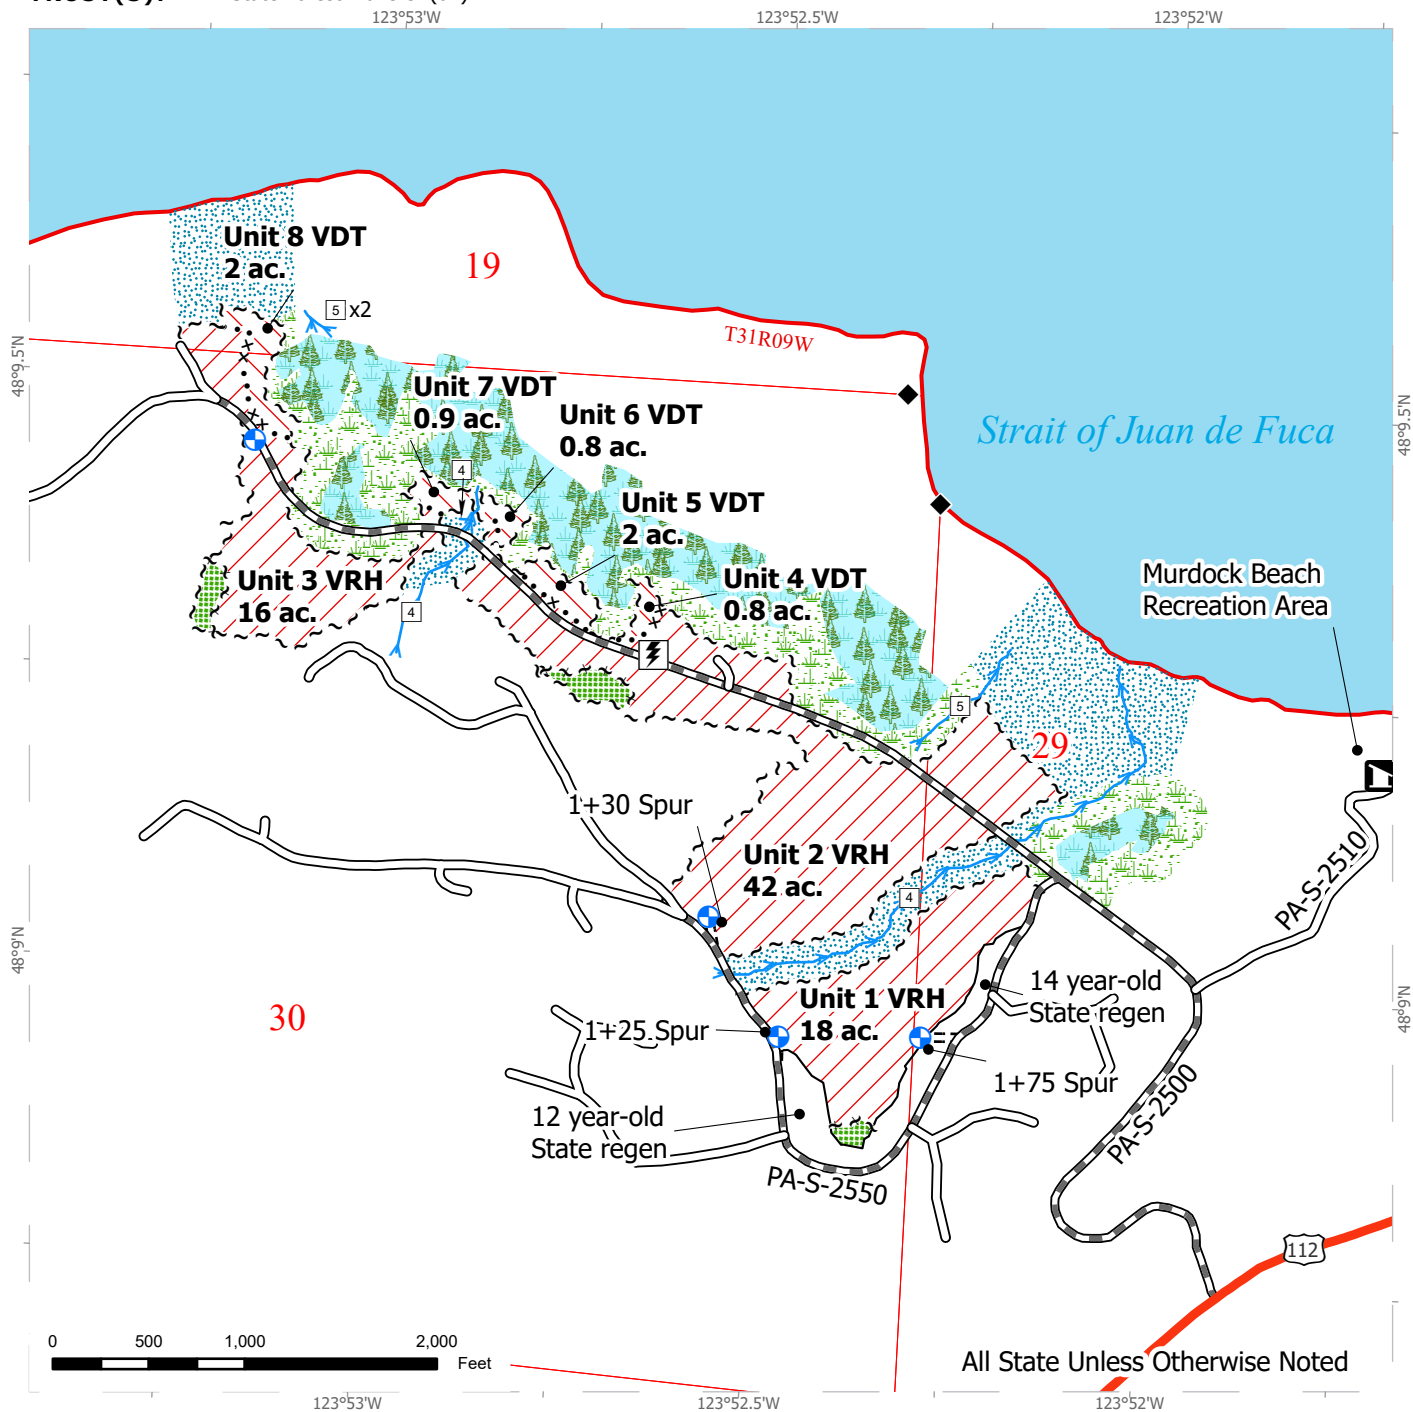 123°53'W
123°52.5'W
123°52'W
Unit 8 VDT
2 ac.
19
5 x2
T31R09W
48°9.5'N
48°9.5'N
Unit 7 VDT
0.9 ac.
Unit 6 VDT
0.8 ac.
Strait of Juan de Fuca
4
Unit 5 VDT
2 ac.
Unit 3 VRH
16 ac.
4
Unit 4 VDT
0.8 ac.
Murdock Beach
Recreation Area
5
29
1+30 Spur
Unit 2 VRH
42 ac.
4
PA-S-2510
48°9'N
48°9'N
30
Unit 1 VRH
18 ac.
14 year-old
State regen
1+25 Spur
1+75 Spur
12 year-old
State regen
PA-S-2500
PA-S-2550
112
0 500 1,000 2,000
Feet
All State Unless Otherwise Noted
123°53'W
123°52.5'W
123°52'W